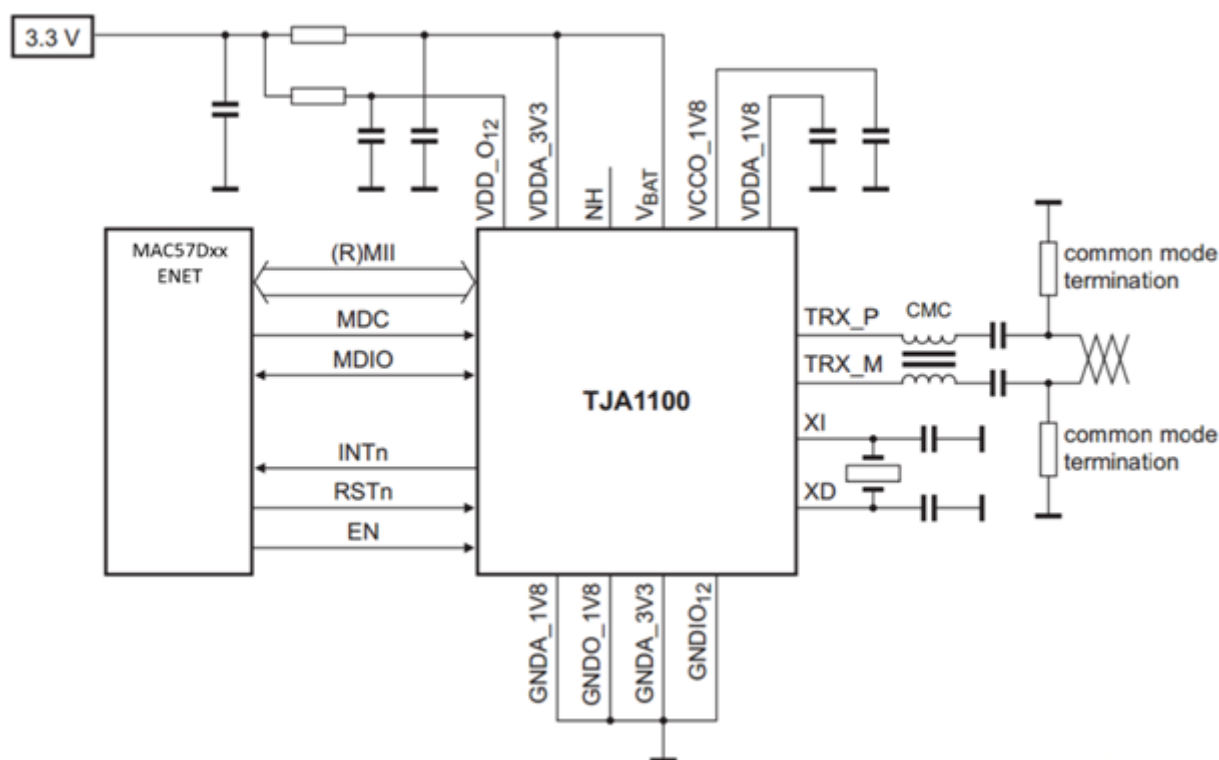 3.3 V
VDD_O12
VDDA_3V3
NH
VBAT
VCCO_1V8
VDDA_1V8
MAC57Dxx
ENET
(R)MII
MDC
MDIO
INTn
RSTn
EN
TJA1100
TRX_P
CMC
TRX_M
XI
XD
common mode
termination
common mode
termination
GNDA_1V8
GNDO_1V8
GNDA_3V3
GNDIO12